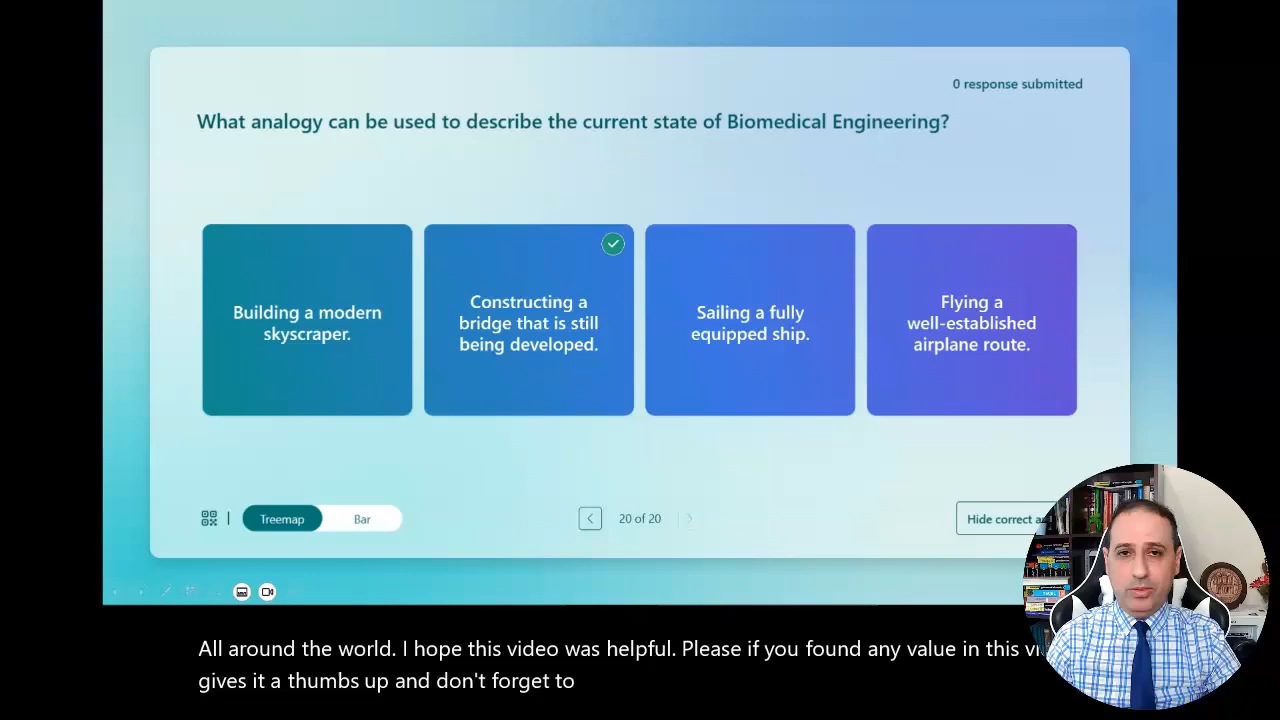 0 response submitted
What analogy can be used to describe the current state of Biomedical Engineering?
Building a modern
skyscraper.
Constructing a
bridge that is still
being developed.
Sailing a fully
equipped ship.
Flying a
well-established
airplane route.
Treemap
Bar
20 of 20
Hide correct a
All around the world. I hope this video was helpful. Please if you found any value in this vi
gives it a thumbs up and don't forget to